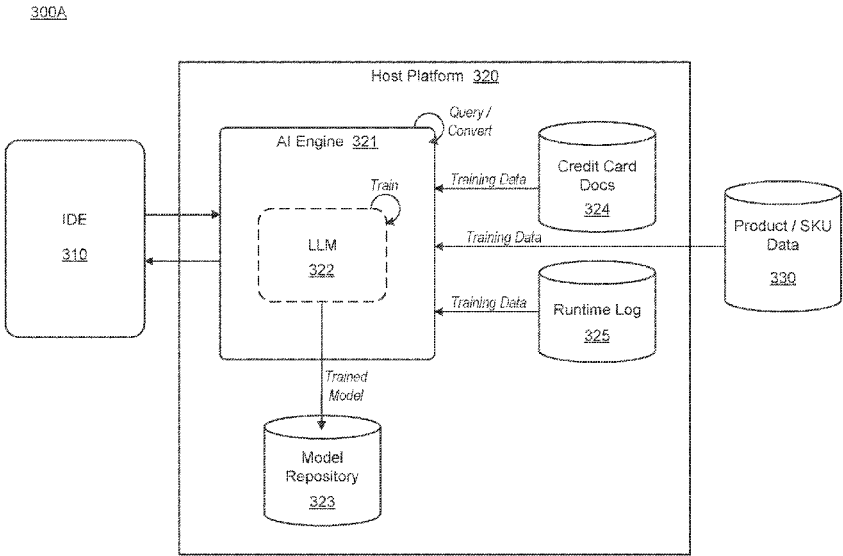 300A
Host Platform 320
Query /
Convert
AI Engine 321
Train
LLM
322
Trained
Model
Model
Repository
323
IDE
310
Training Data
Credit Card
Docs
324
Training Data
Product / SKU
Data
330
Training Data
Runtime Log
325